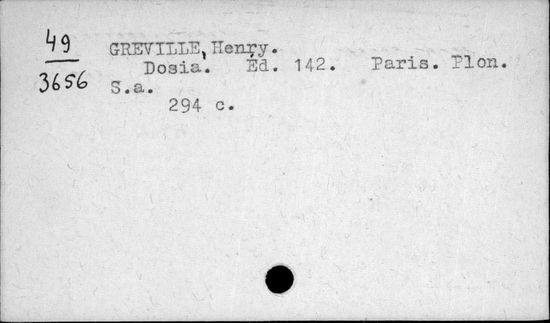 49
3656
GREVILLE, Henry.
Dosia. Ed. 142. Paris. Plon.
S.a.
294 c.